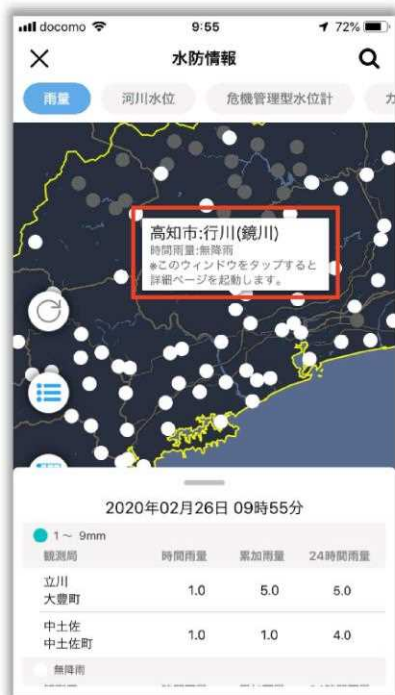 docomo 9:55 72%
水防情報
雨量 河川水位 危機管理型水位計 カ
高知市:行川(鏡川)
時間雨量:無降雨
※このウィンドウをタップすると
詳細ページを起動します。
2020年02月26日 09時55分
1～ 9mm
観測局 時間雨量 累加雨量 24時間雨量
立川
大豊町 1.0 5.0 5.0
中土佐
中土佐町 1.0 1.0 4.0
無降雨